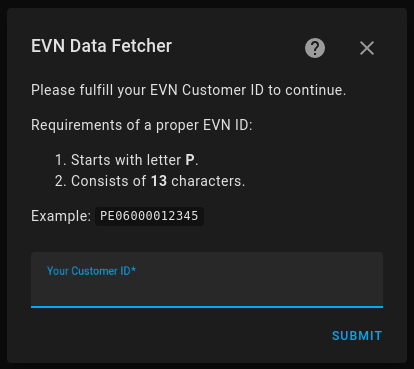 EVN Data Fetcher
Please fulfill your EVN Customer ID to continue.
Requirements of a proper EVN ID:
1. Starts with letter P.
2. Consists of 13 characters.
Example: PE06000012345
Your Customer ID*
SUBMIT